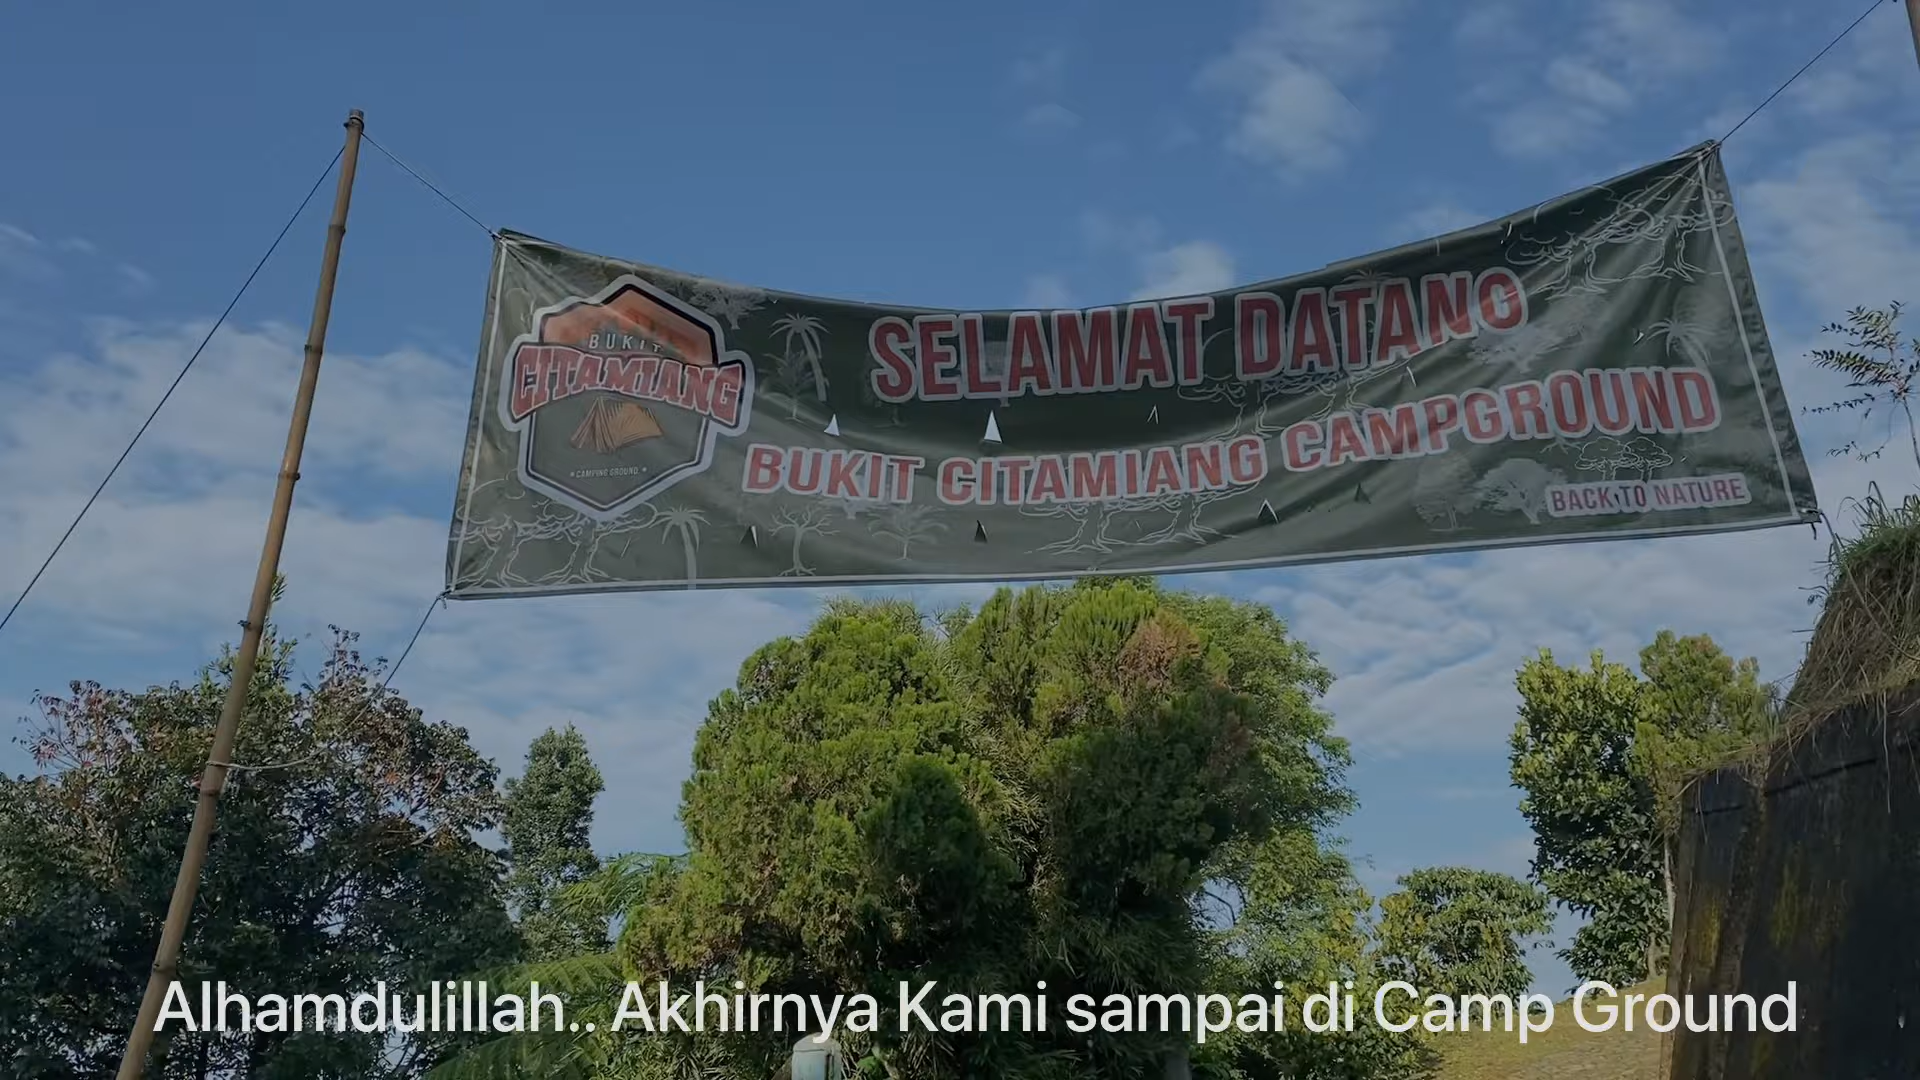 BUKIT
CITAMIANG
CAMPING GROUND
SELAMAT DATANG
BUKIT CITAMIANG CAMPGROUND
BACK TO NATURE
Alhamdulillah.. Akhirnya Kami sampai di Camp Ground